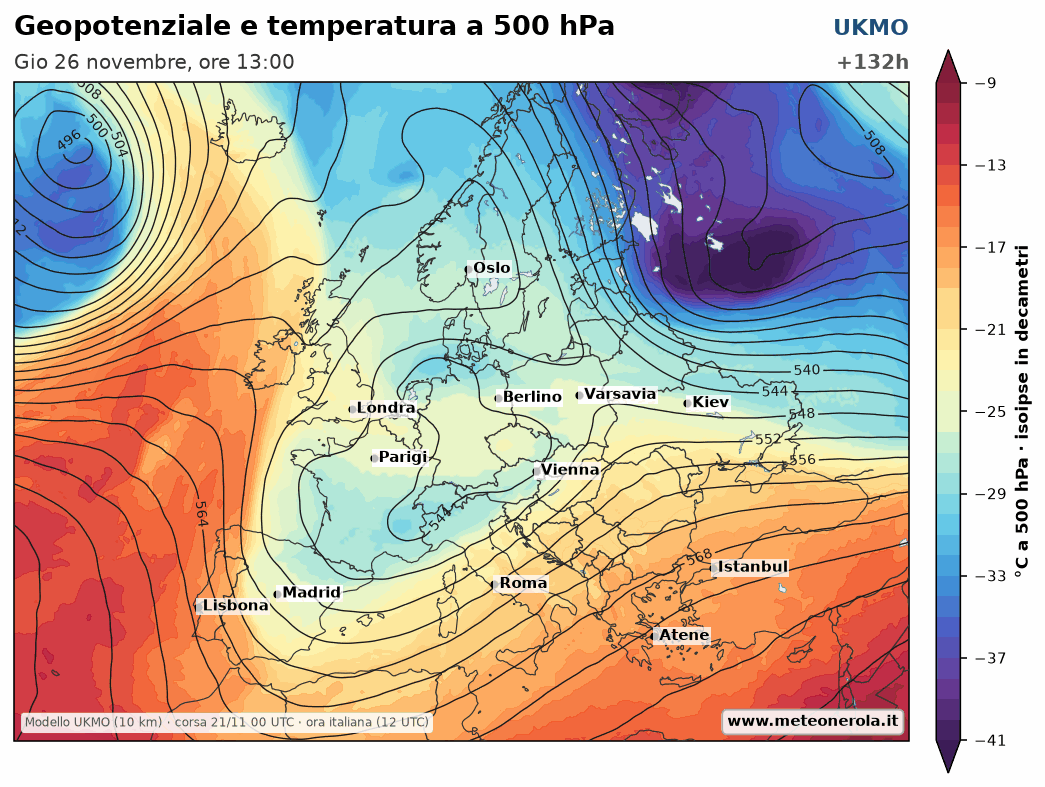 Geopotenziale e temperatura a 500 hPa
UKMO
Gio 26 novembre, ore 13:00
+132h
508
496
500
504
508
12
Oslo
Londra
Berlino
Varsavia
Kiev
Parigi
Vienna
540
544
548
552
556
564
544
568
Istanbul
Roma
Madrid
Lisbona
Atene
Modello UKMO (10 km) · corsa 21/11 00 UTC · ora italiana (12 UTC)
www.meteonerola.it
−9
−13
−17
−21
−25
−29
−33
−37
−41
°C a 500 hPa · isoipse in decametri